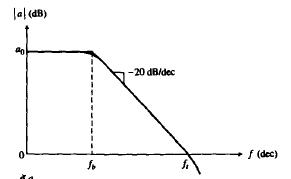 |a| (dB)
a₀
−20 dB/dec
0
f_b
f_t
f (dec)